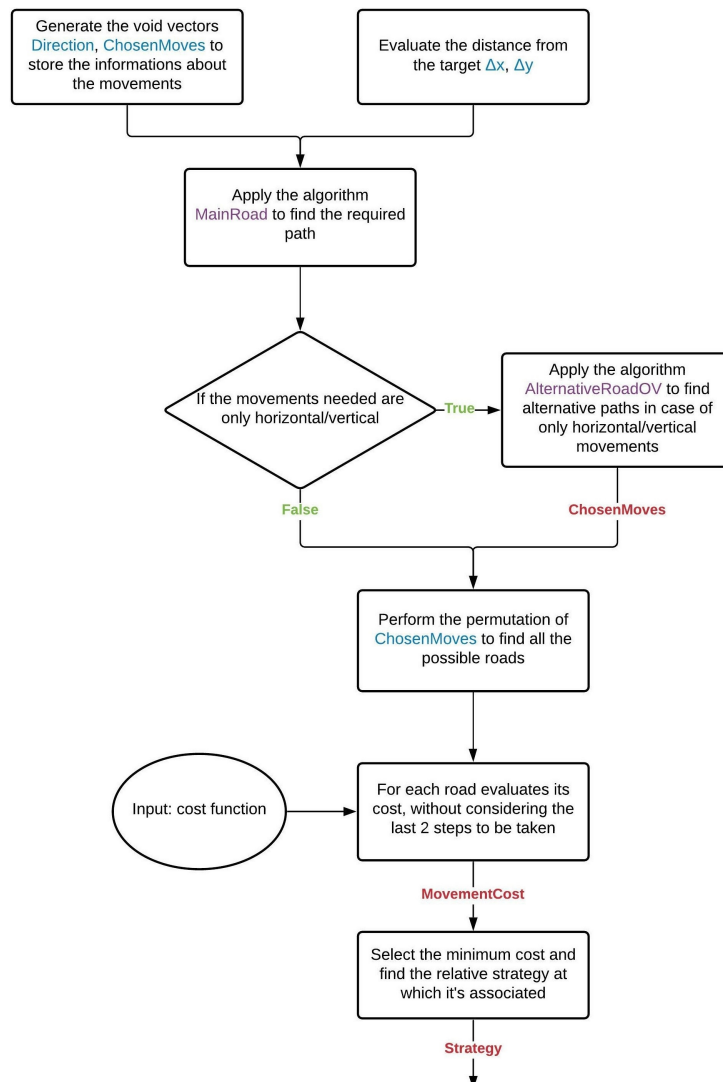 Generate the void vectors
Direction, ChosenMoves to
store the informations about
the movements
Evaluate the distance from
the target Δx, Δy
Apply the algorithm
MainRoad to find the required
path
If the movements needed are
only horizontal/vertical
True
Apply the algorithm
AlternativeRoadOV to find
alternative paths in case of
only horizontal/vertical
movements
False
ChosenMoves
Perform the permutation of
ChosenMoves to find all the
possible roads
Input: cost function
For each road evaluates its
cost, without considering the
last 2 steps to be taken
MovementCost
Select the minimum cost and
find the relative strategy at
which it's associated
Strategy